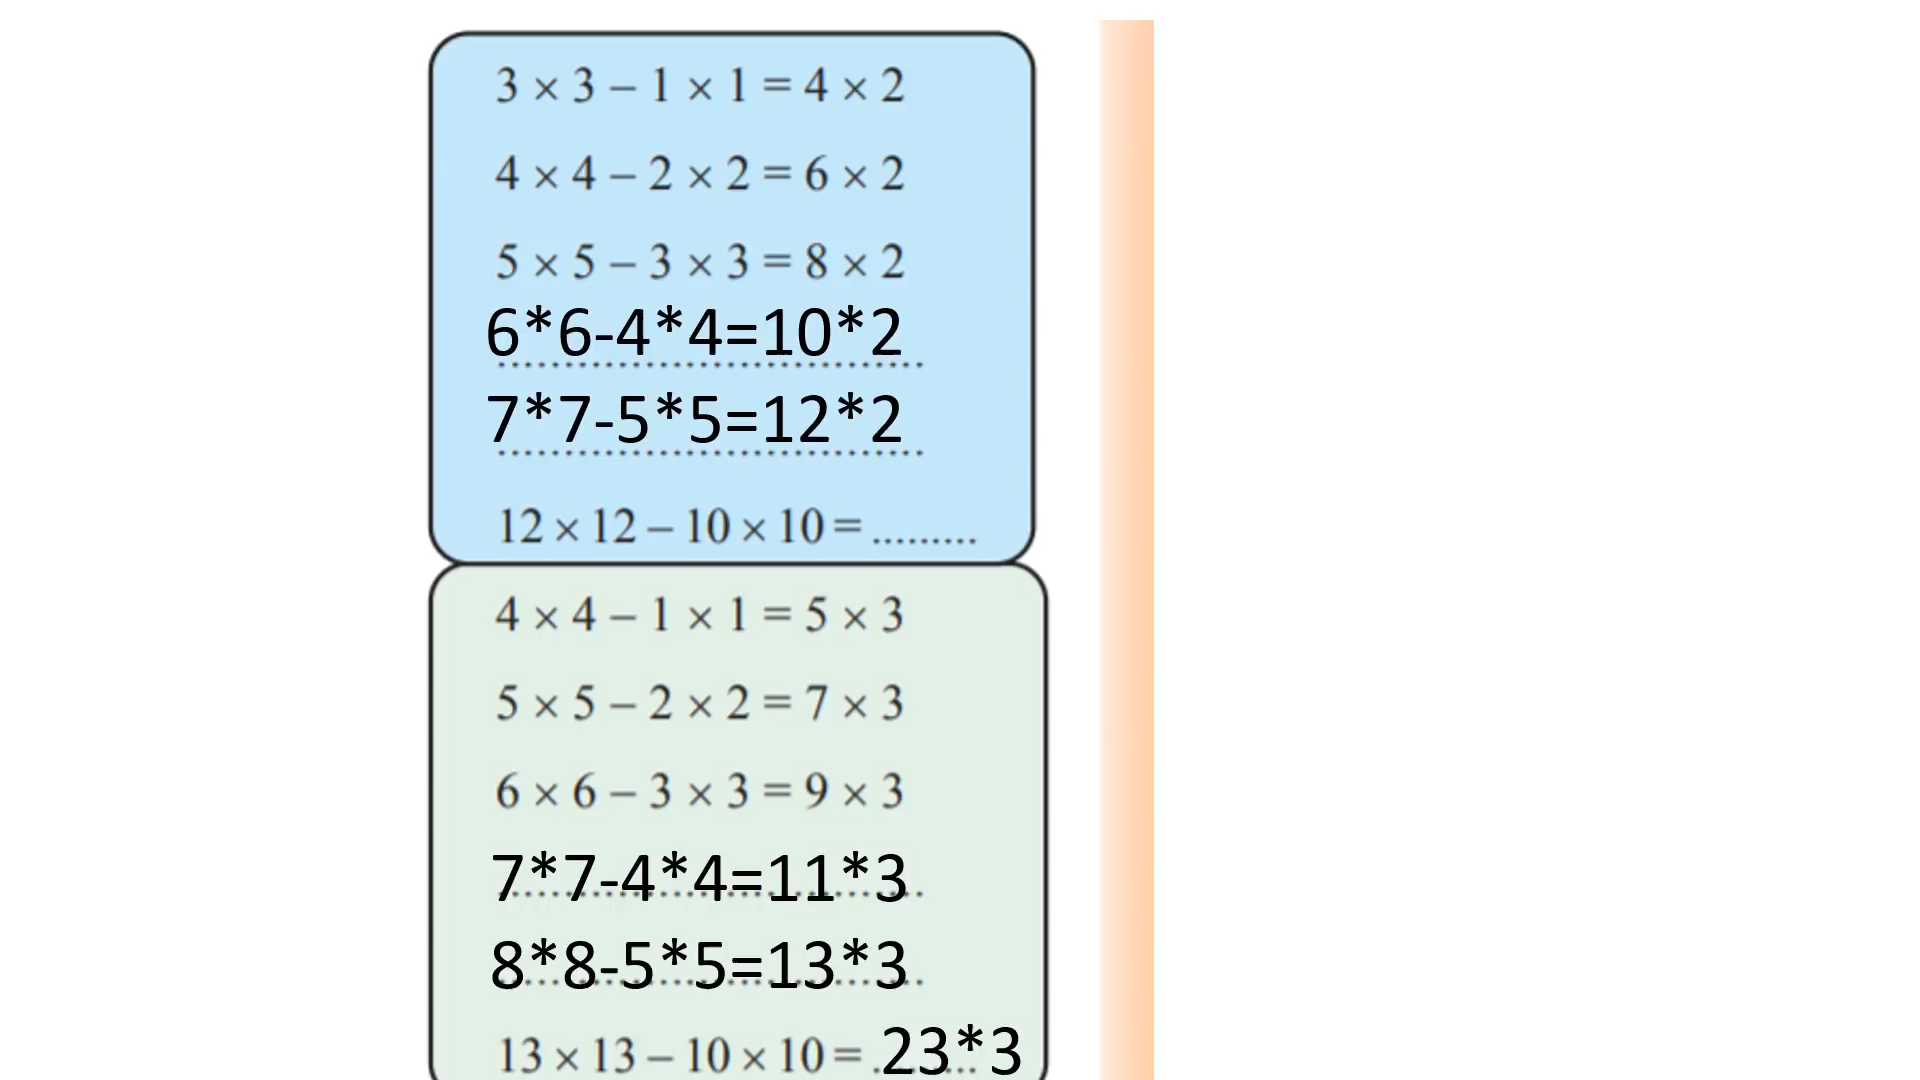 3 × 3 – 1 × 1 = 4 × 2
4 × 4 – 2 × 2 = 6 × 2
5 × 5 – 3 × 3 = 8 × 2
6*6-4*4=10*2
7*7-5*5=12*2
12 × 12 – 10 × 10 = .........
4 × 4 – 1 × 1 = 5 × 3
5 × 5 – 2 × 2 = 7 × 3
6 × 6 – 3 × 3 = 9 × 3
7*7-4*4=11*3
8*8-5*5=13*3
13 × 13 – 10 × 10 = 23*3